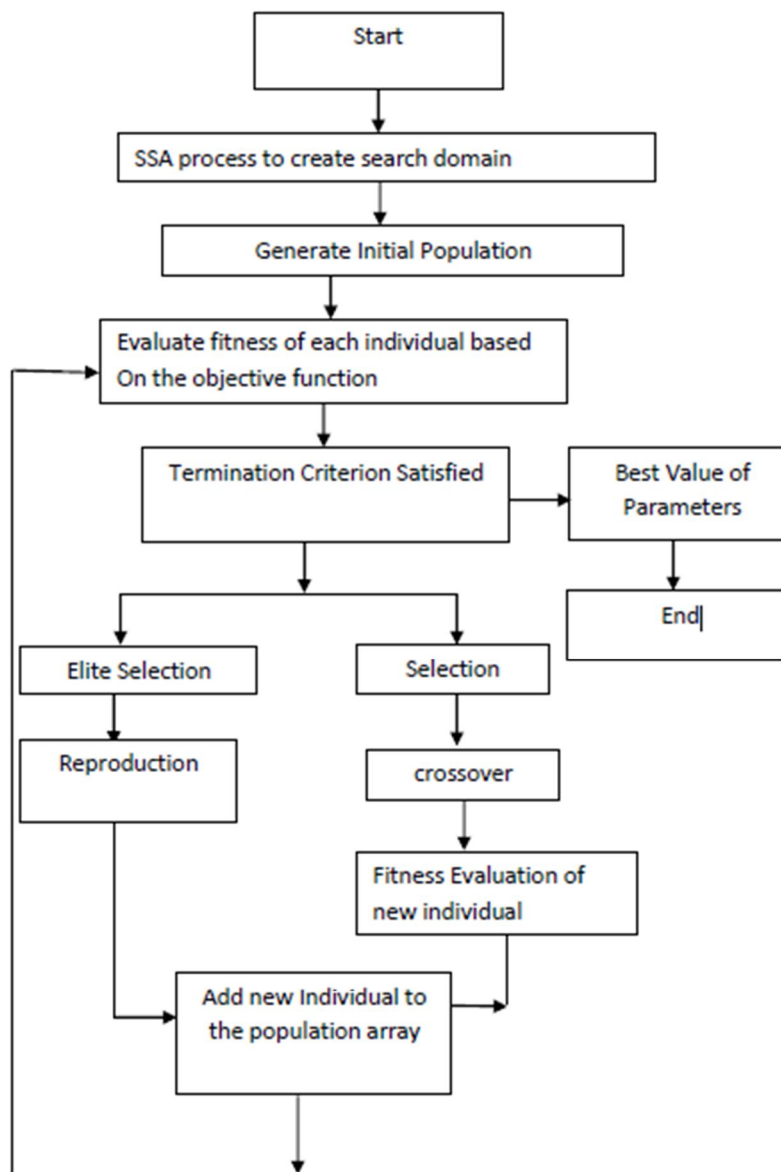 Start
SSA process to create search domain
Generate Initial Population
Evaluate fitness of each individual based
On the objective function
Termination Criterion Satisfied
Best Value of
Parameters
End
Elite Selection
Selection
Reproduction
crossover
Fitness Evaluation of
new individual
Add new Individual to
the population array